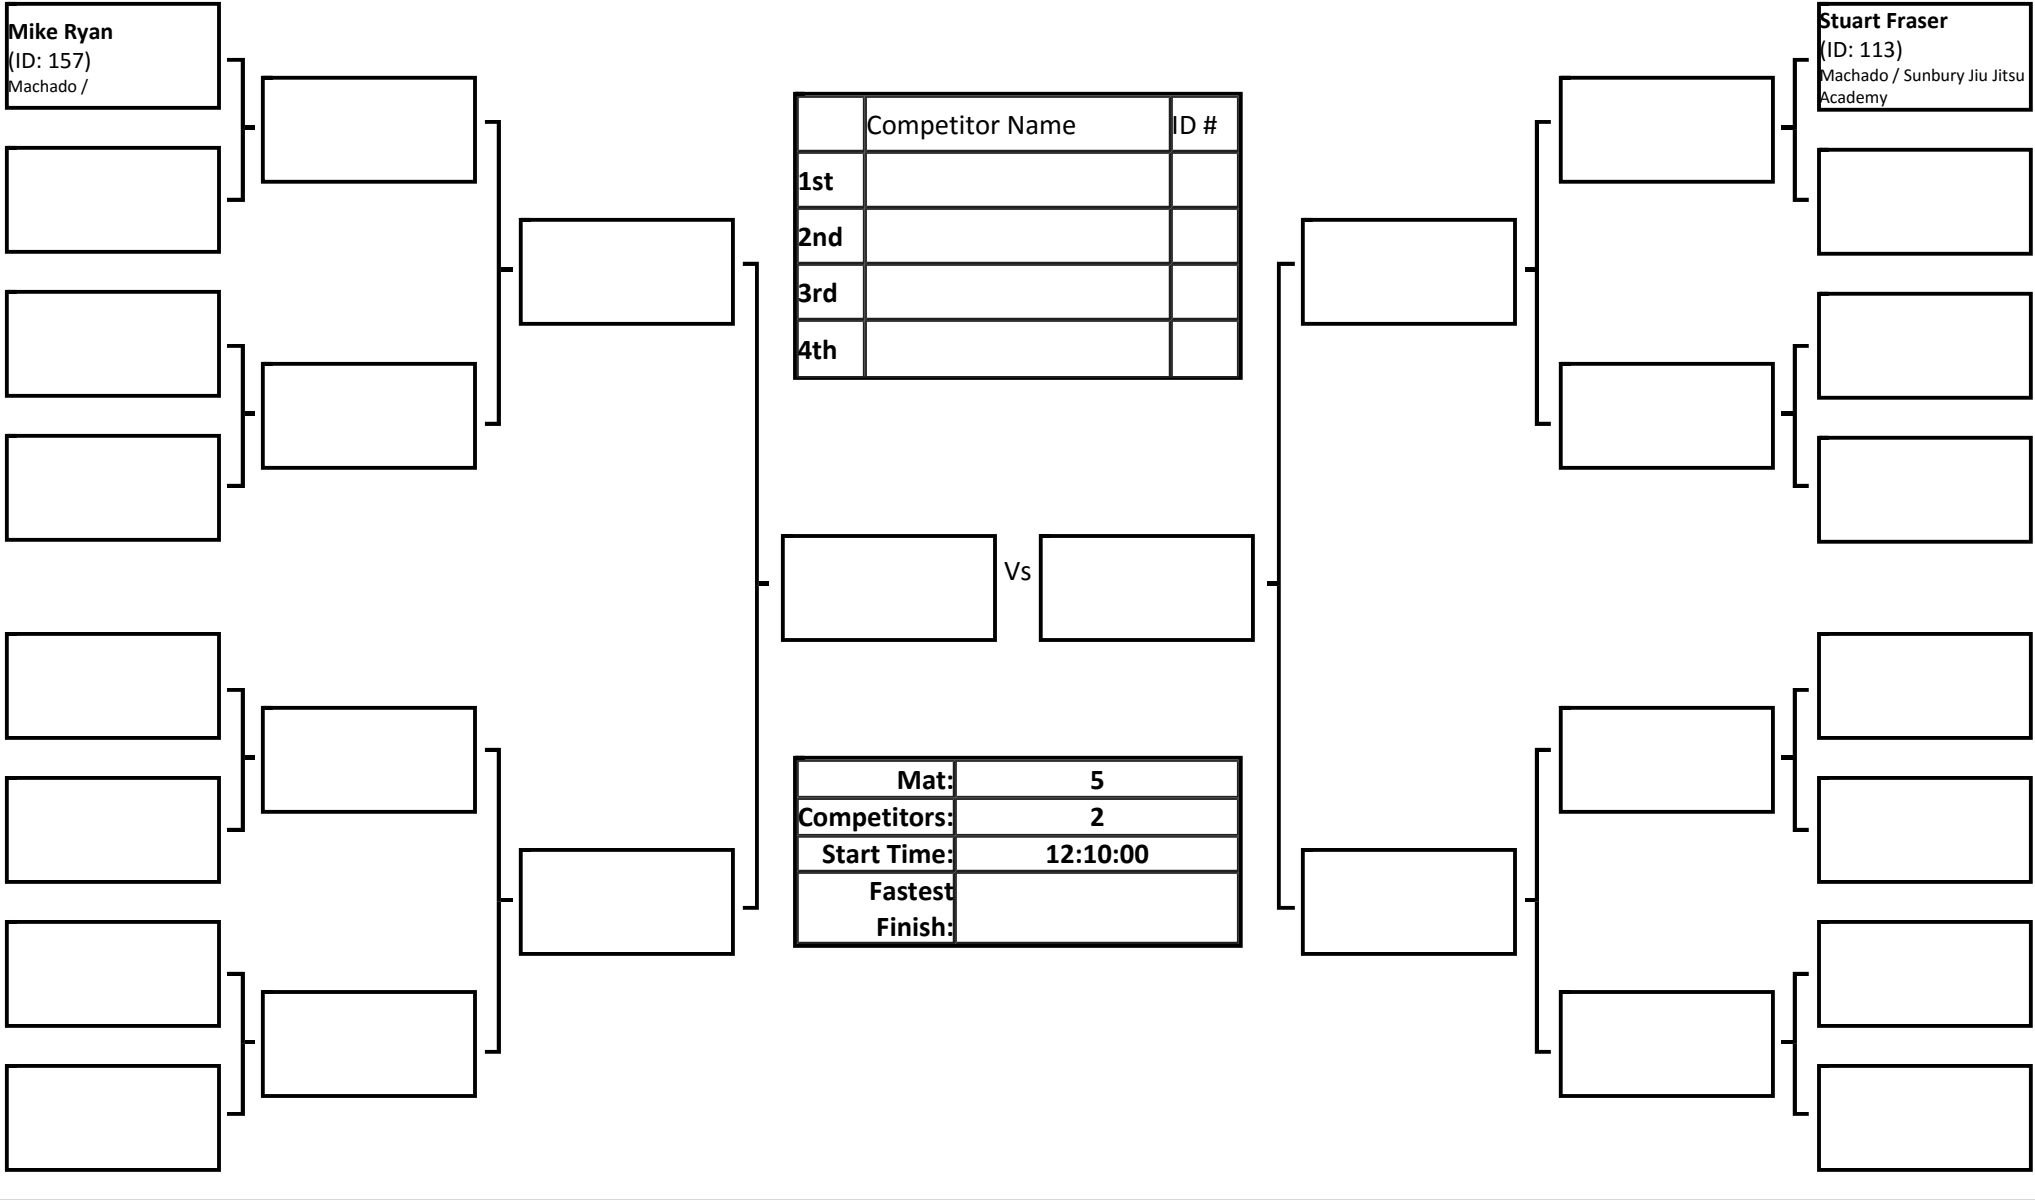 Mike Ryan
(ID: 157)
Machado /
Stuart Fraser
(ID: 113)
Machado / Sunbury Jiu Jitsu
Academy
Competitor Name ID #
1st
2nd
3rd
4th
Vs
Mat: 5
Competitors: 2
Start Time: 12:10:00
Fastest
Finish: